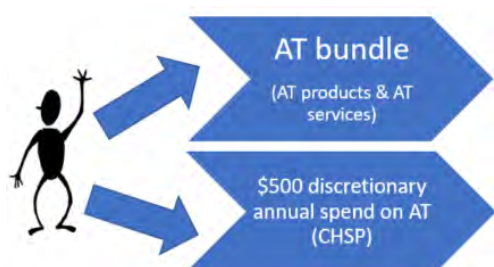 AT bundle
(AT products & AT
services)
$500 discretionary
annual spend on AT
(CHSP)